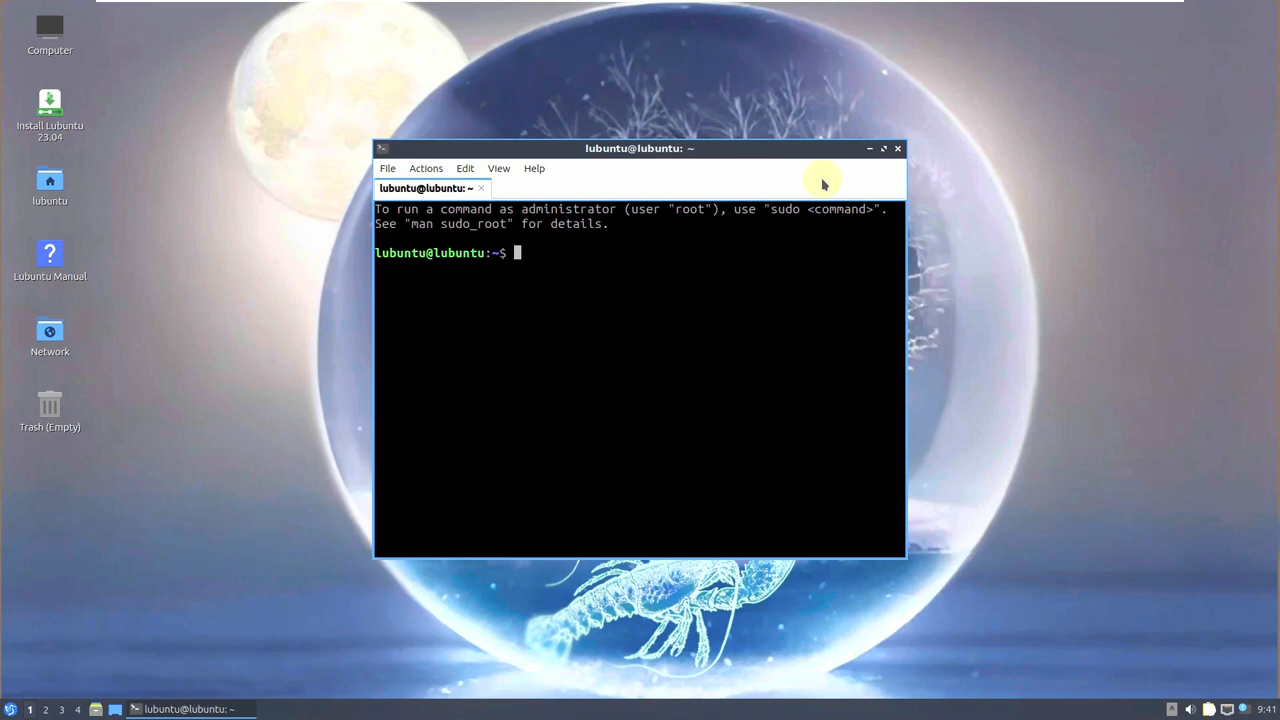 Computer
Install Lubuntu
23.04
lubuntu
Lubuntu Manual
Network
Trash (Empty)
lubuntu@lubuntu: ~
File Actions Edit View Help
lubuntu@lubuntu: ~
To run a command as administrator (user "root"), use "sudo <command>".
See "man sudo_root" for details.
lubuntu@lubuntu:~$
1 2 3 4 lubuntu@lubuntu: ~ 9:41